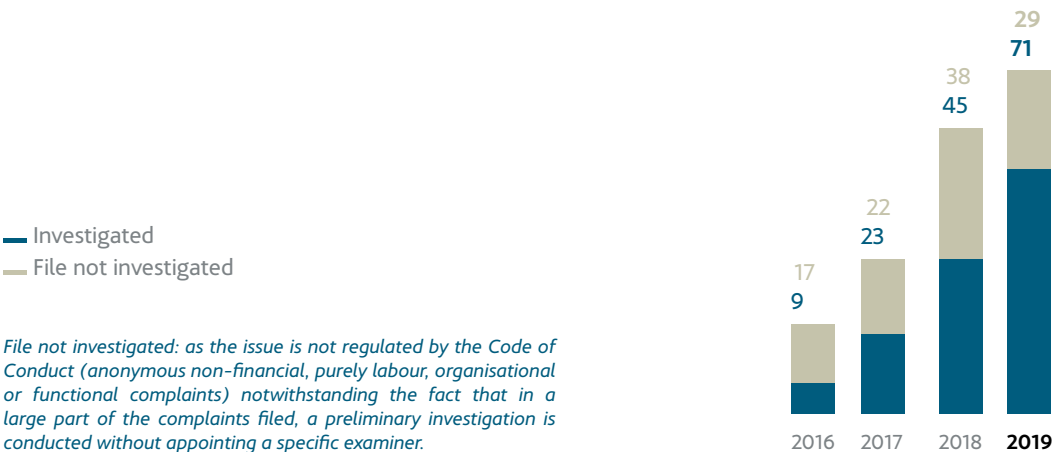 29
71
38
45
22
23
17
9
Investigated
File not investigated
File not investigated: as the issue is not regulated by the Code of
Conduct (anonymous non-financial, purely labour, organisational
or functional complaints) notwithstanding the fact that in a
large part of the complaints filed, a preliminary investigation is
conducted without appointing a specific examiner.
2016 2017 2018 2019